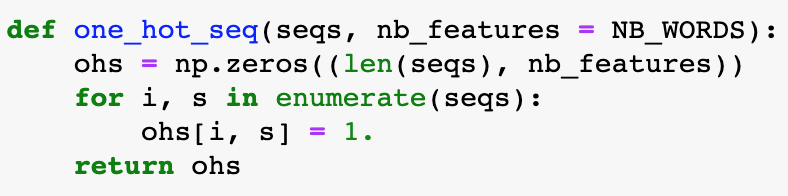 def one_hot_seq(seqs, nb_features = NB_WORDS):
    ohs = np.zeros((len(seqs), nb_features))
    for i, s in enumerate(seqs):
        ohs[i, s] = 1.
    return ohs